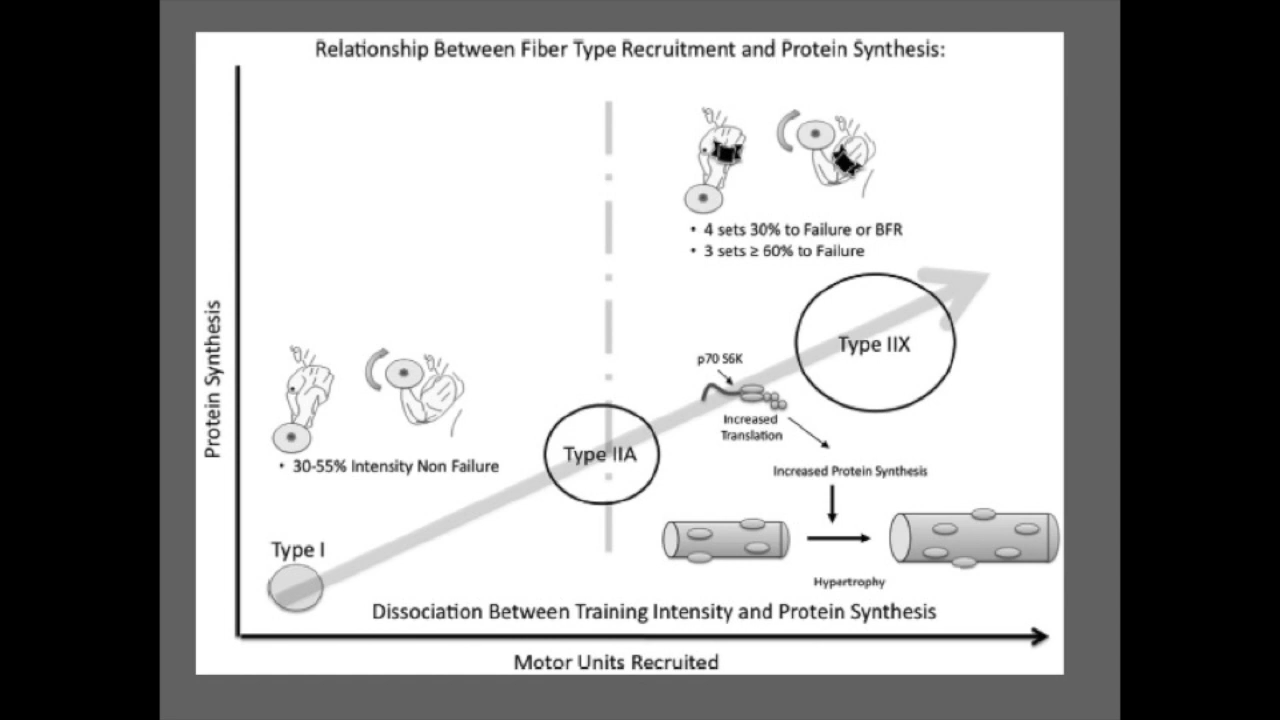 Relationship Between Fiber Type Recruitment and Protein Synthesis:
• 4 sets 30% to Failure or BFR
• 3 sets ≥ 60% to Failure
Type IIX
p70 S6K
Increased
Translation
Increased Protein Synthesis
Hypertrophy
Protein Synthesis
• 30-55% Intensity Non Failure
Type IIA
Type I
Dissociation Between Training Intensity and Protein Synthesis
Motor Units Recruited